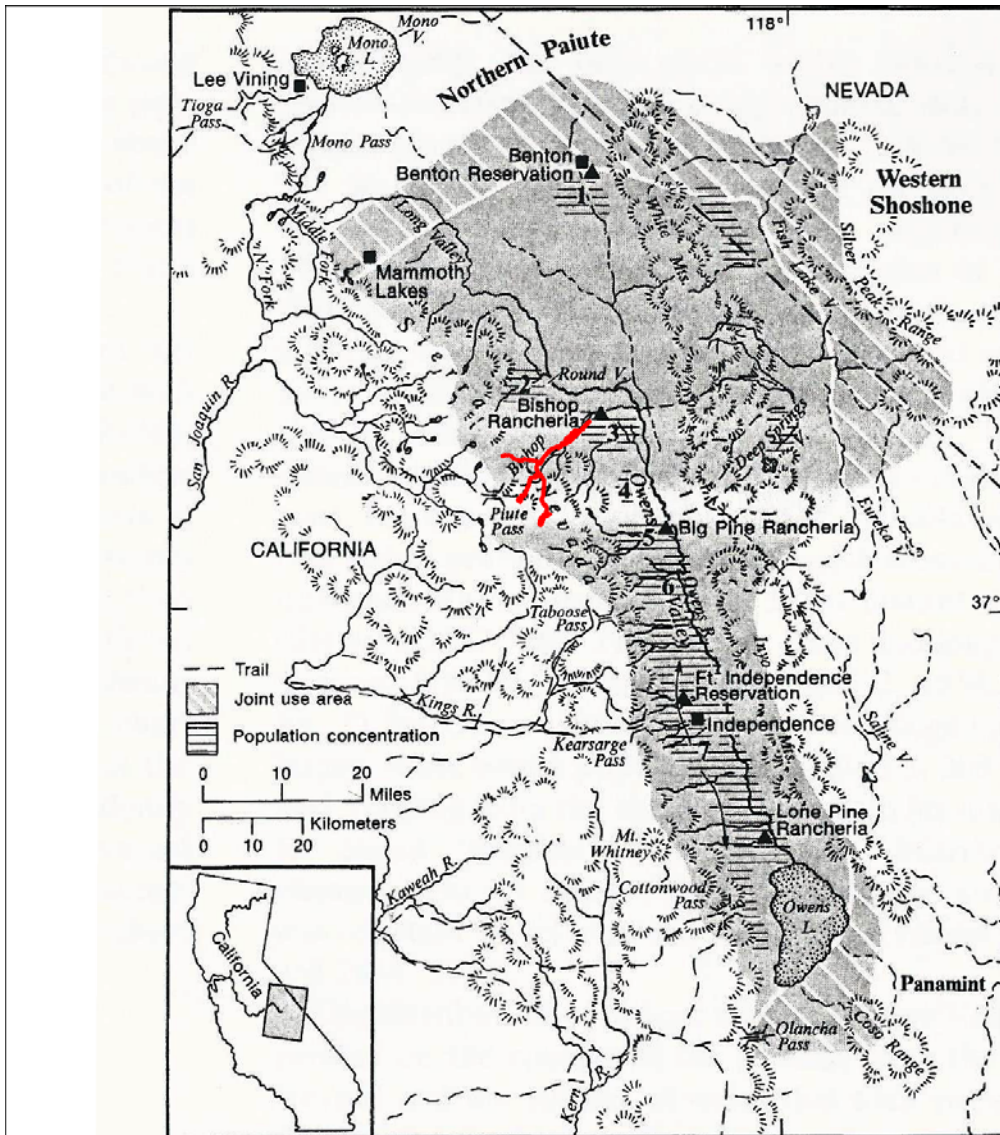 118°
Mono
V.
Mono
L.
Lee Vining
Tioga
Pass
Mono Pass
Northern Paiute
NEVADA
Western
Shoshone
Benton
Benton Reservation
1
White
Mts.
Fish
Lake V.
Silver
Peak
Range
Long Valley
Middle
Fork
N. Fork
Mammoth
Lakes
San Joaquin R.
Sierra
Nevada
2
Round V.
Bishop
Rancheria
3
Bishop
Deep Springs
V.
4
Owens
Piute
Pass
CALIFORNIA
5
Big Pine Rancheria
Eureka V.
6
Valley
Owens R.
37°
Taboose
Pass
Inyo
Mts.
Trail
Joint use area
Population concentration
0 10 20
Miles
Kilometers
0 10 20
Kings R.
Ft. Independence
Reservation
Independence
7
Kearsarge
Pass
Saline V.
Lone Pine
Rancheria
Mt.
Whitney
Kaweah R.
Cottonwood
Pass
Owens
L.
Panamint
Coso Range
Olancha
Pass
Kern R.
California